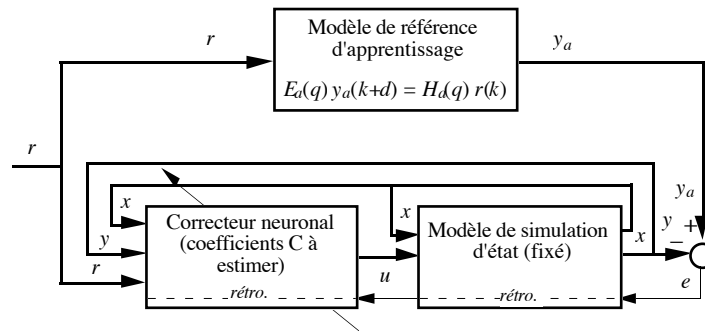 Modèle de référence
d'apprentissage
E_a(q) y_a(k+d) = H_d(q) r(k)
r
y_a
r
y_a
x
y
r
Correcteur neuronal
(coefficients C à
estimer)
rétro.
u
x
Modèle de simulation
d'état (fixé)
rétro.
x
y
+
−
e